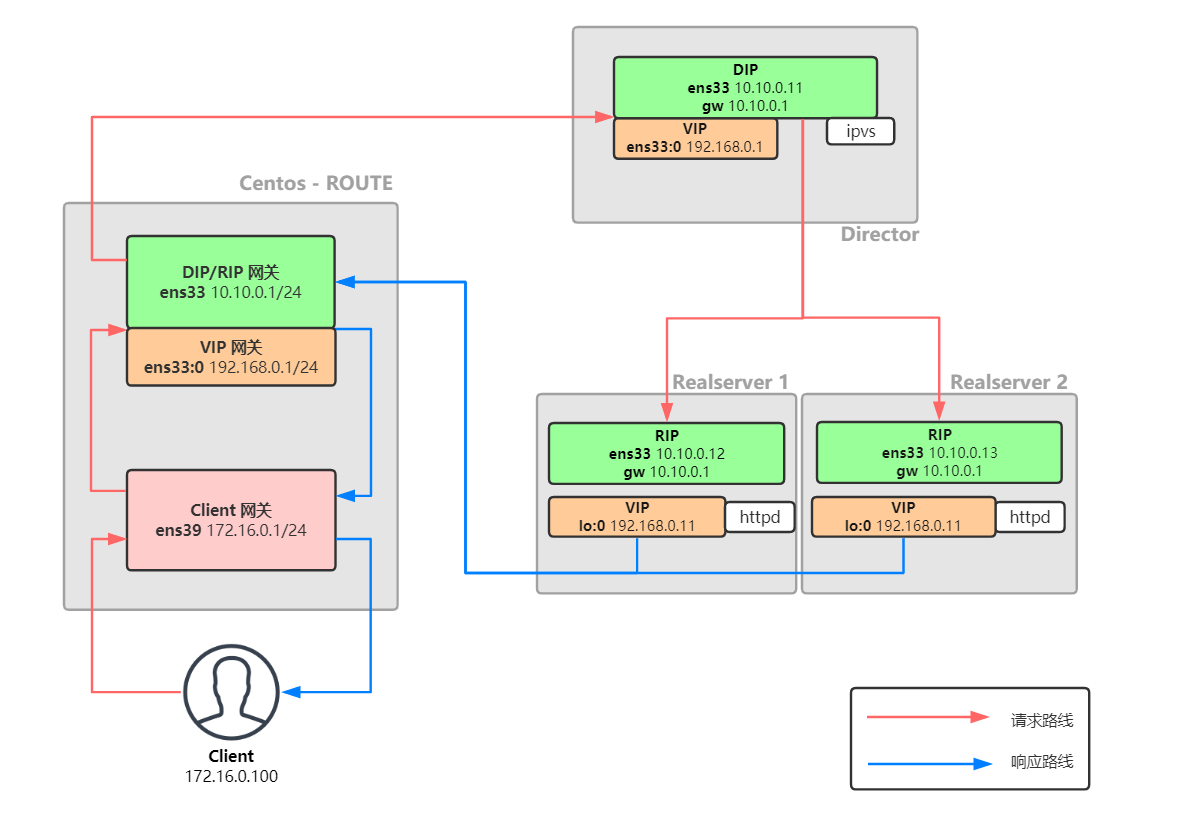 DIP
ens33 10.10.0.11
gw 10.10.0.1
VIP
ens33:0 192.168.0.1
ipvs
Director
Centos - ROUTE
DIP/RIP 网关
ens33 10.10.0.1/24
VIP 网关
ens33:0 192.168.0.1/24
Client 网关
ens39 172.16.0.1/24
Client
172.16.0.100
Realserver 1
RIP
ens33 10.10.0.12
gw 10.10.0.1
VIP
lo:0 192.168.0.11
httpd
Realserver 2
RIP
ens33 10.10.0.13
gw 10.10.0.1
VIP
lo:0 192.168.0.11
httpd
请求路线
响应路线